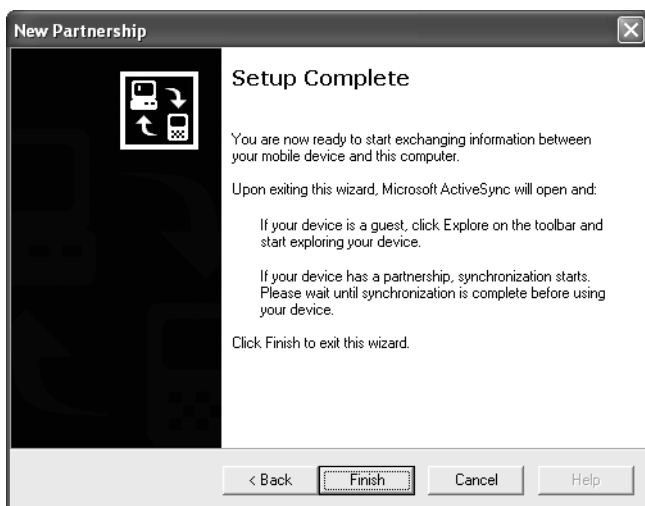 New Partnership
Setup Complete
You are now ready to start exchanging information between
your mobile device and this computer.
Upon exiting this wizard, Microsoft ActiveSync will open and:
If your device is a guest, click Explore on the toolbar and
start exploring your device.
If your device has a partnership, synchronization starts.
Please wait until synchronization is complete before using
your device.
Click Finish to exit this wizard.
< Back Finish Cancel Help